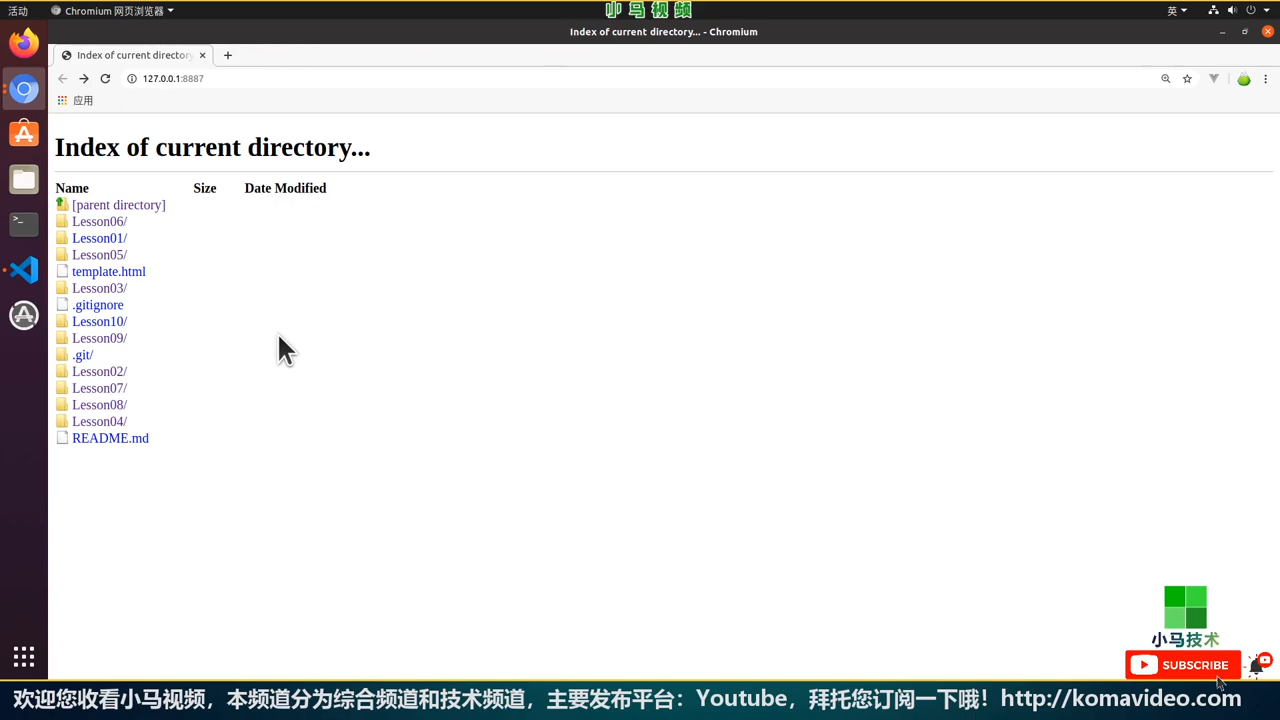 小马视频
活动 Chromium 网页浏览器 英
Index of current directory... - Chromium
Index of current director
127.0.0.1:8887
应用
Index of current directory...
Name Size Date Modified
[parent directory]
Lesson06/
Lesson01/
Lesson05/
template.html
Lesson03/
.gitignore
Lesson10/
Lesson09/
.git/
Lesson02/
Lesson07/
Lesson08/
Lesson04/
README.md
小马技术
SUBSCRIBE
欢迎您收看小马视频，本频道分为综合频道和技术频道，主要发布平台：Youtube，拜托您订阅一下哦！http://komavideo.com